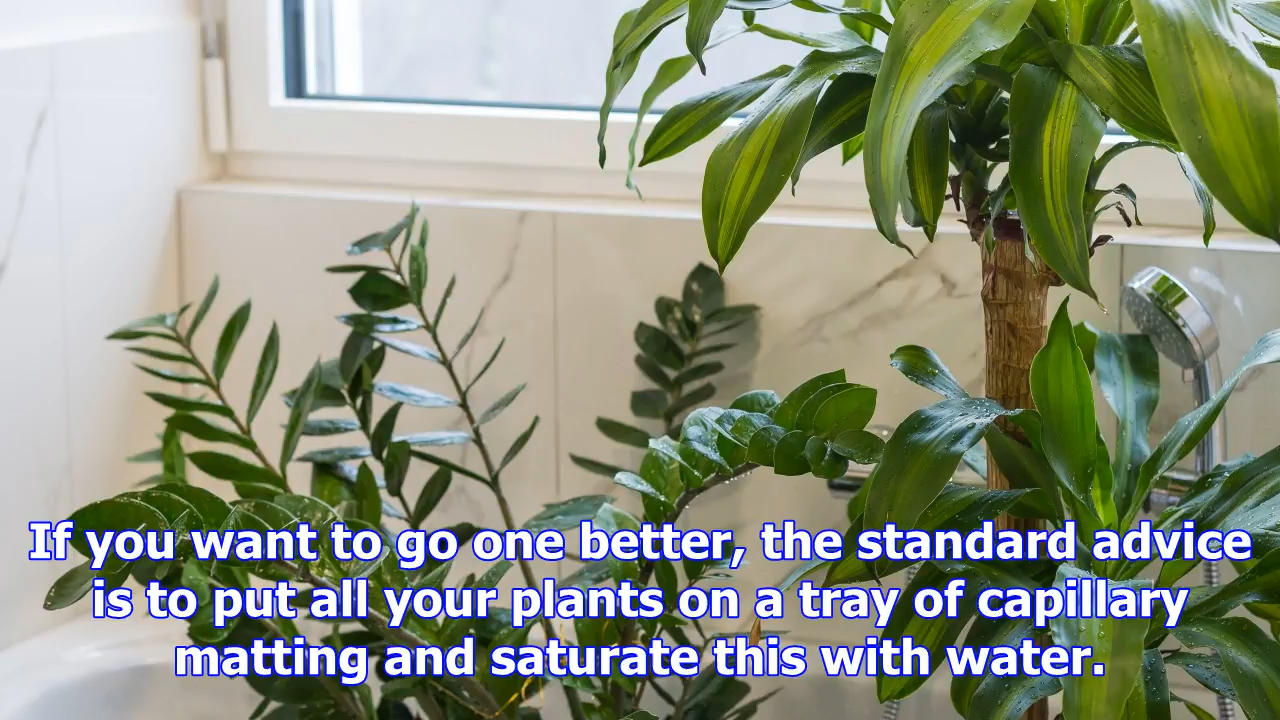 If you want to go one better, the standard advice
is to put all your plants on a tray of capillary
matting and saturate this with water.